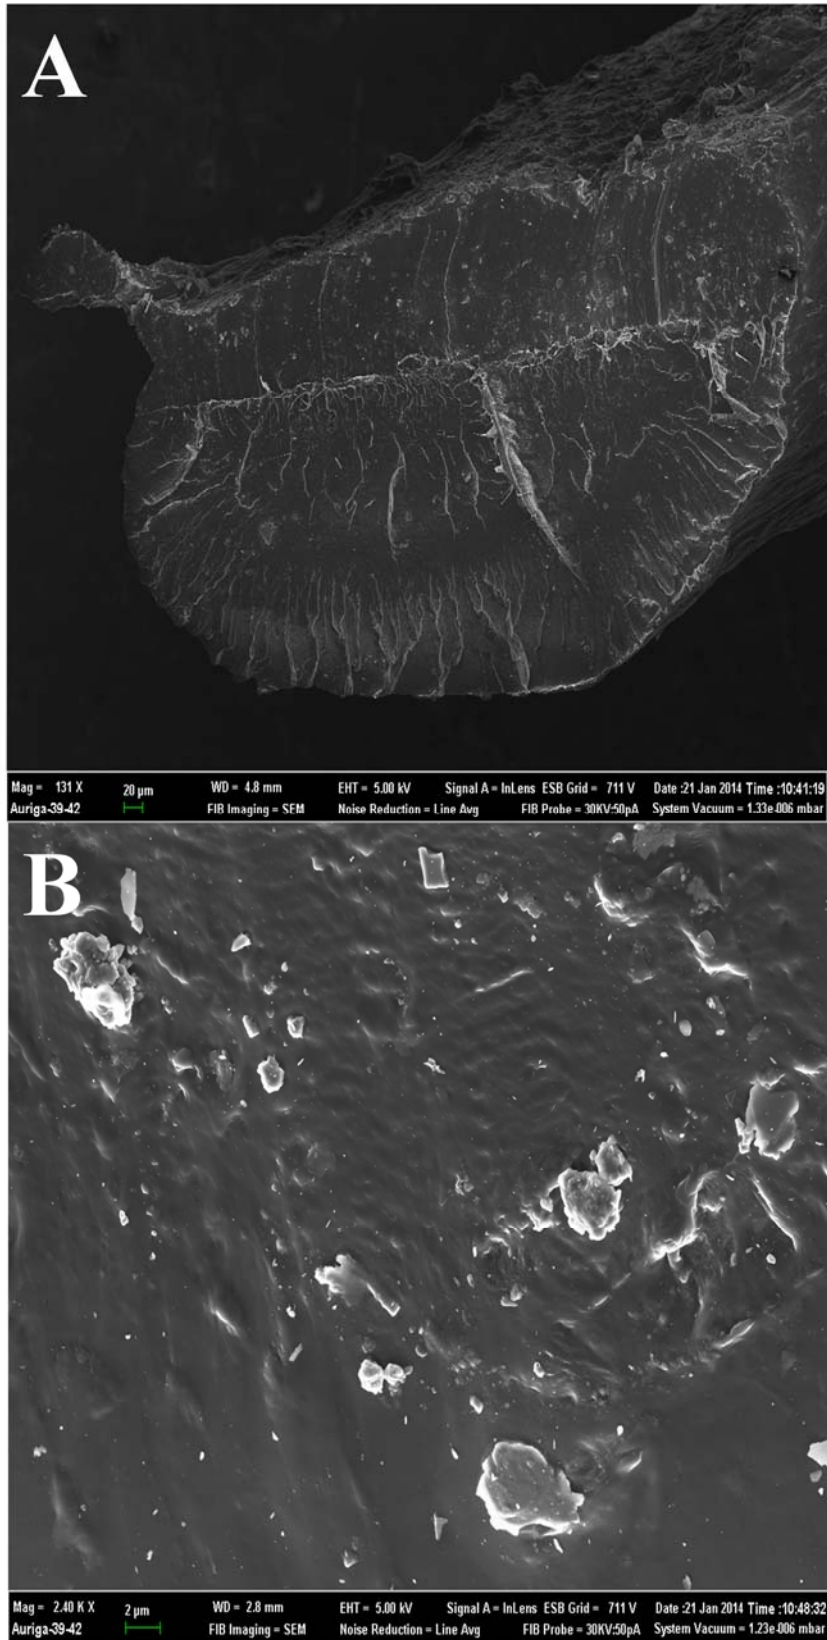 A
Mag = 131 X 20 µm WD = 4.8 mm EHT = 5.00 kV Signal A = InLens ESB Grid = 711 V Date :21 Jan 2014 Time :10:41:19
Auriga-39-42 FIB Imaging = SEM Noise Reduction = Line Avg FIB Probe = 30KV:50pA System Vacuum = 1.33e-006 mbar
B
Mag = 2.40 K X 2 µm WD = 2.8 mm EHT = 5.00 kV Signal A = InLens ESB Grid = 711 V Date :21 Jan 2014 Time :10:48:32
Auriga-39-42 FIB Imaging = SEM Noise Reduction = Line Avg FIB Probe = 30KV:50pA System Vacuum = 1.23e-006 mbar